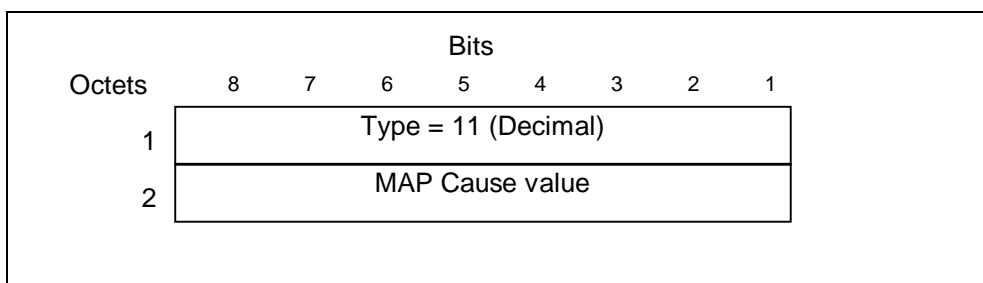 Bits
Octets 8 7 6 5 4 3 2 1
1 Type = 11 (Decimal)
2 MAP Cause value